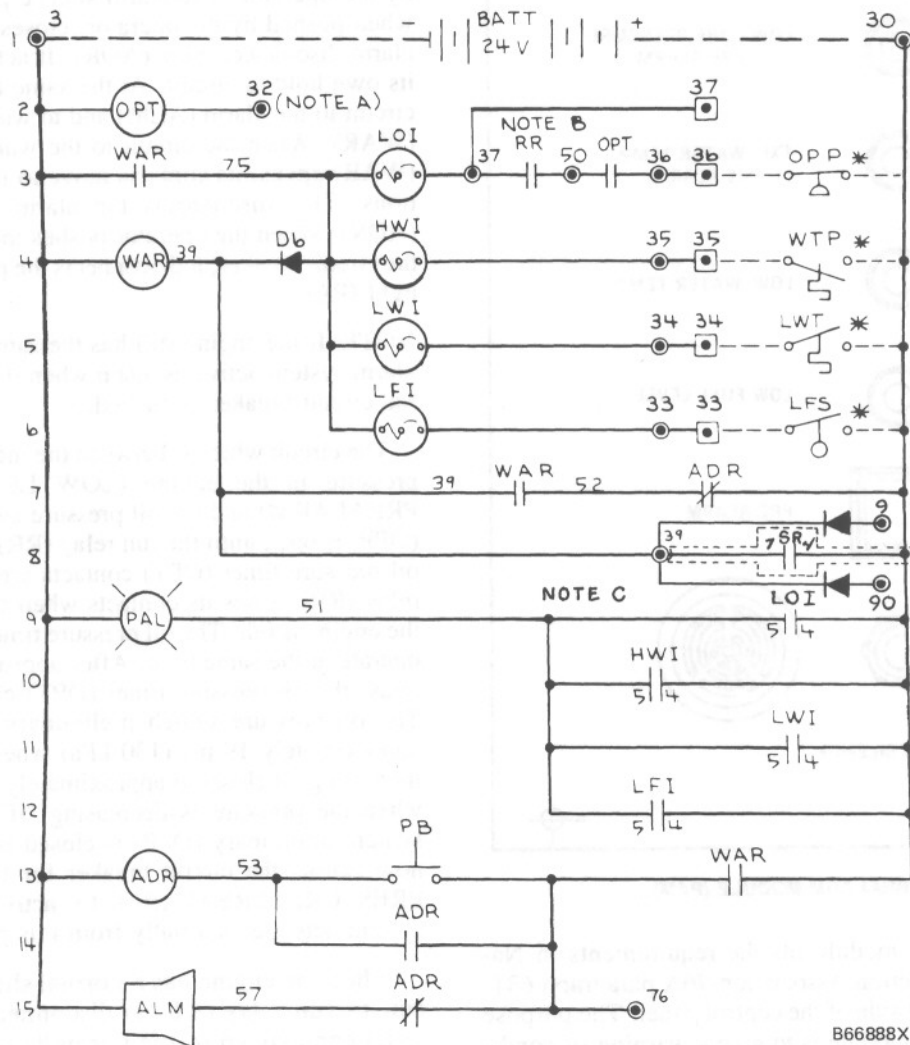 3 - BATT + 30
1 24 V
2 OPT 32 (NOTE A) 37
WAR LOI NOTE B
RR OPT
3 75 37 50 36 36 OPP *
HWI
4 WAR 39 D6 35 35 WTP *
LWI
5 34 34 LWT *
LFI
6 33 33 LFS *
WAR ADR
7 39 52
9
8 39 7 SR 8
NOTE C LOI 90
9 PAL 51 5 4
HWI
10 5 4
LWI
11 5 4
LFI
12 5 4
PB WAR
13 ADR 53
ADR
14
ADR
15 ALM 57 76
B66888X